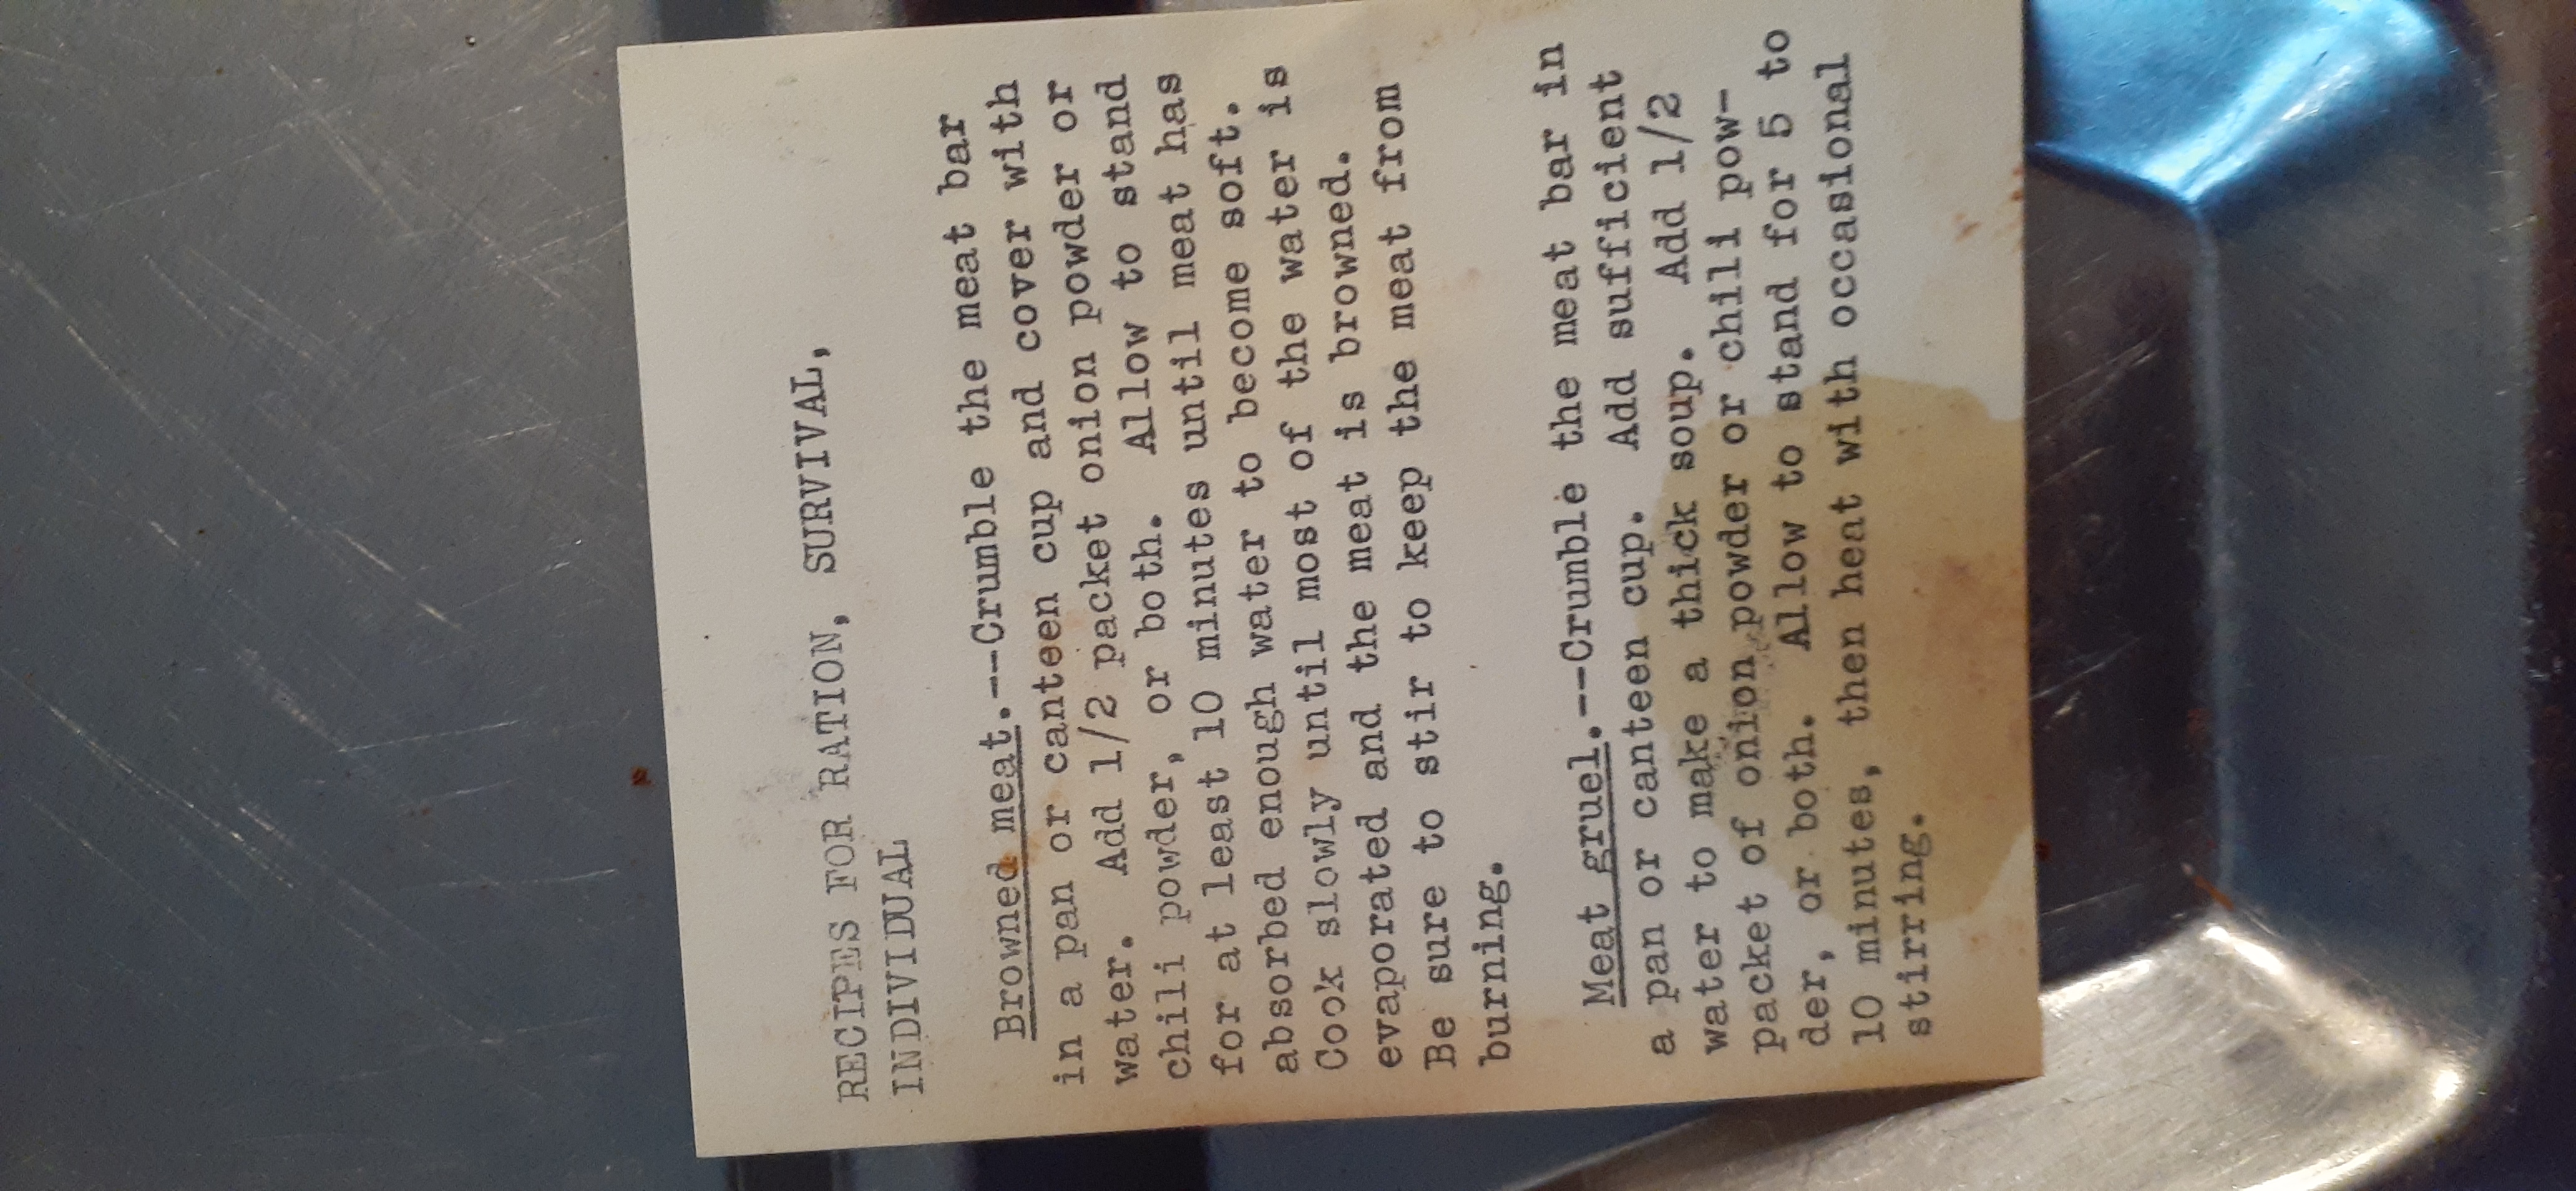 RECIPES FOR RATION, SURVIVAL,
INDIVIDUAL
Browned meat.--Crumble the meat bar
in a pan or canteen cup and cover with
water. Add 1/2 packet onion powder or
chili powder, or both. Allow to stand
for at least 10 minutes until meat has
absorbed enough water to become soft.
Cook slowly until most of the water is
evaporated and the meat is browned.
Be sure to stir to keep the meat from
burning.
Meat gruel.--Crumble the meat bar in
a pan or canteen cup. Add sufficient
water to make a thick soup. Add 1/2
packet of onion powder or chili pow-
der, or both. Allow to stand for 5 to
10 minutes, then heat with occasional
stirring.